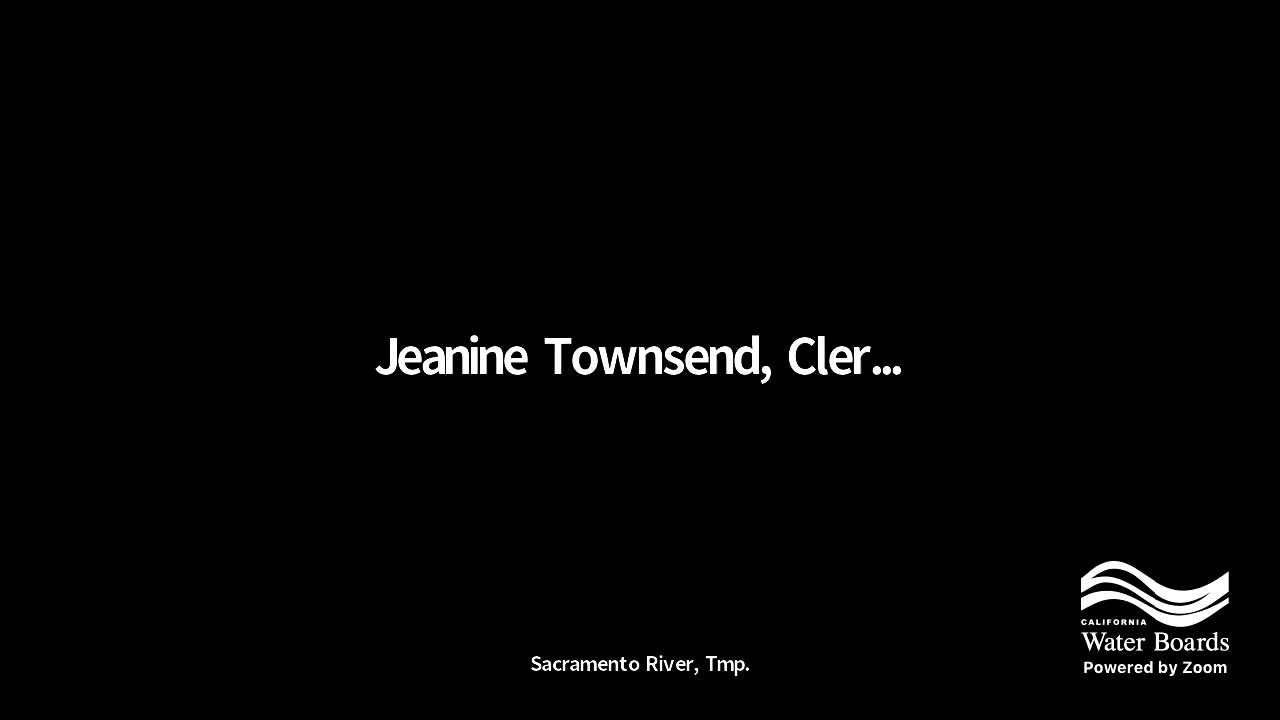 Jeanine Townsend, Cler...
CALIFORNIA
Water Boards
Sacramento River, Tmp.
Powered by Zoom